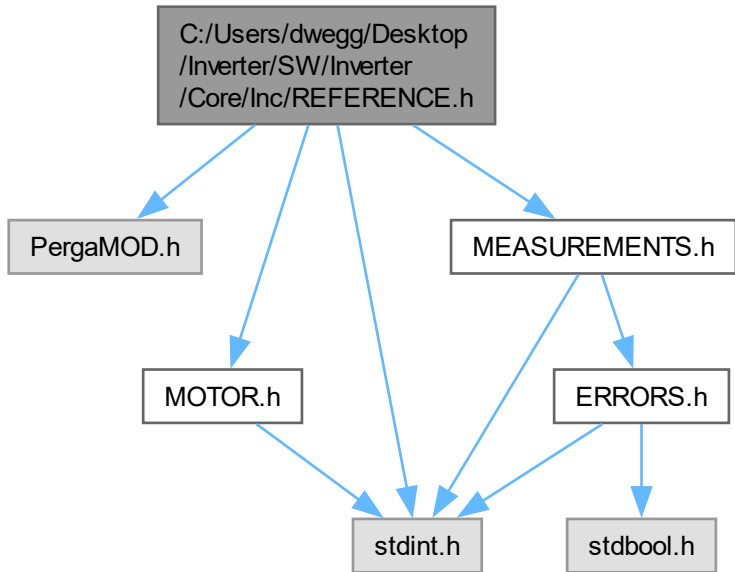 C:/Users/dwegg/Desktop
/Inverter/SW/Inverter
/Core/Inc/REFERENCE.h
PergaMOD.h
MEASUREMENTS.h
MOTOR.h
ERRORS.h
stdint.h
stdbool.h